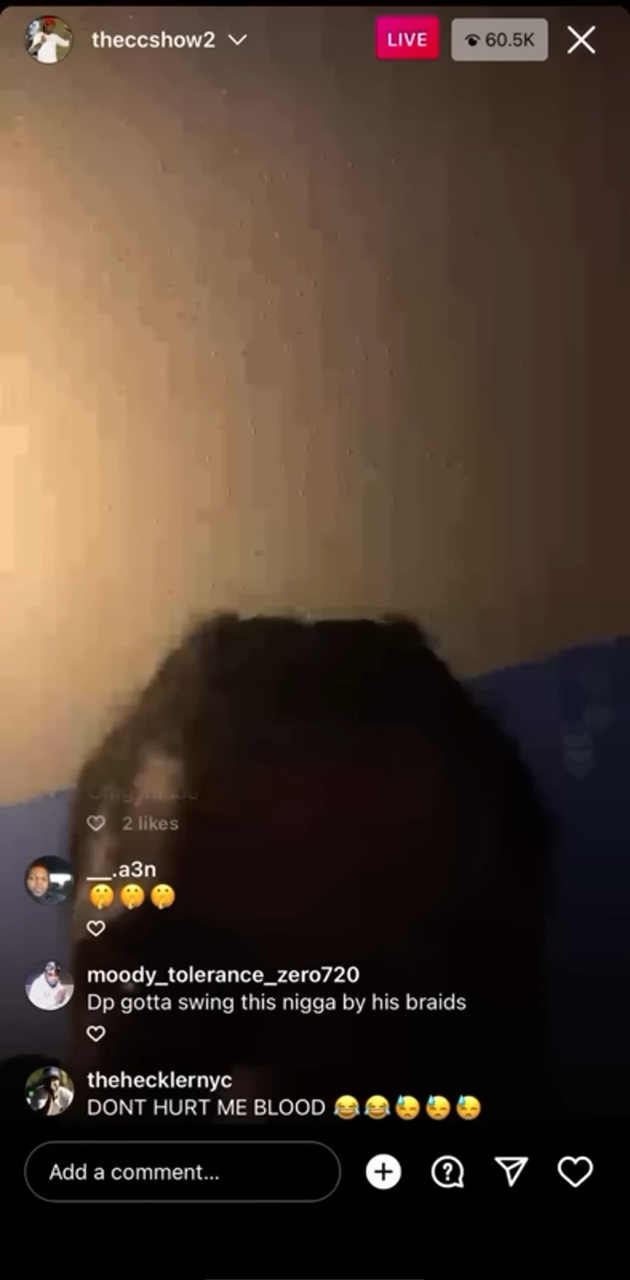 theccshow2
LIVE
60.5K
2 likes
__.a3n
🤫🤫🤫
moody_tolerance_zero720
Dp gotta swing this nigga by his braids
thehecklernyc
DONT HURT ME BLOOD 😂😂😓😓😓
Add a comment...